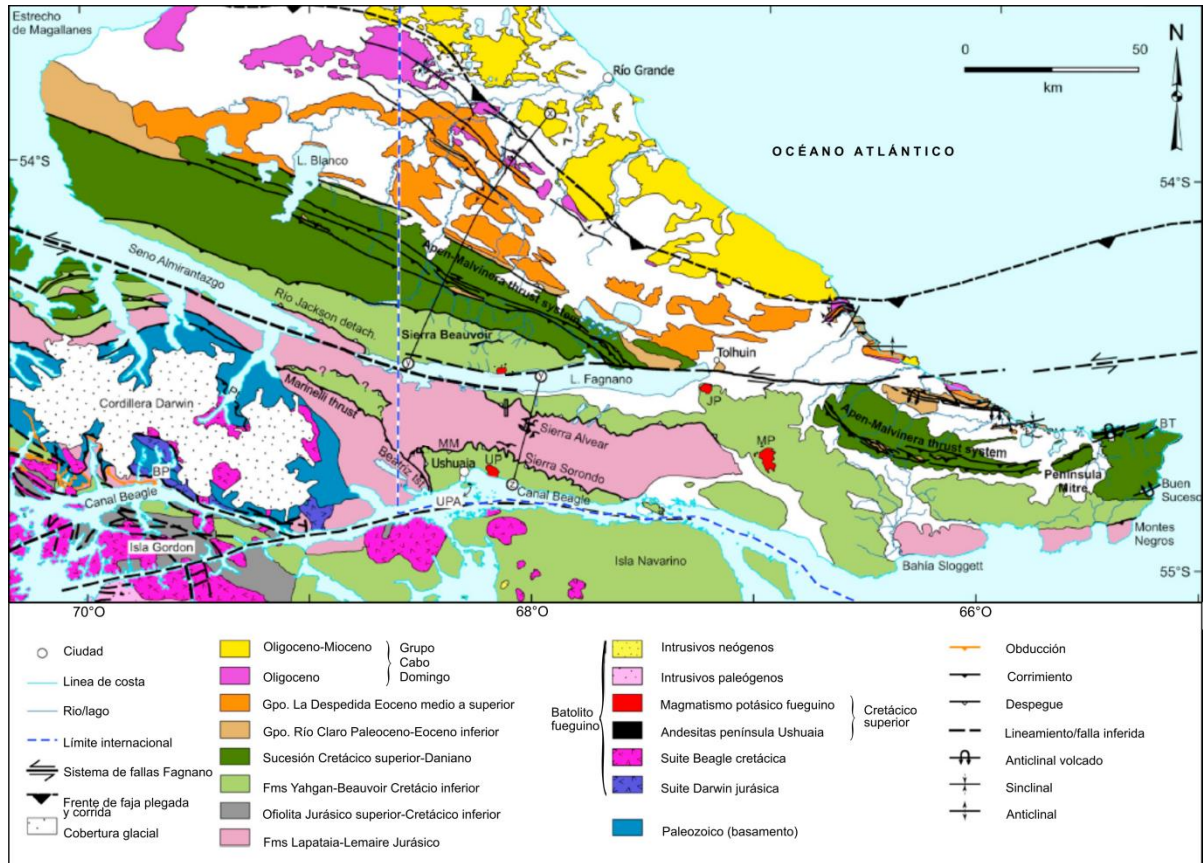 Estrecho
de Magallanes
N
0 50
km
Río Grande
X
OCÉANO ATLÁNTICO
54°S
54°S
L. Blanco
Seno Almirantazgo
Río Jackson detach.
Apen-Malvinera thrust system
Sierra Beauvoir
Tolhuin
L. Fagnano
Y
Y
JP
Cordillera Darwin
Marinelli thrust
Sierra Alvear
MM
Sierra Sorondo
Ushuaia
UP
Beatriz Isl
MP
Apen-Malvinera thrust
system
Península
Mitre
BT
Buen
Suceso
BP
Canal Beagle
UPA
Z
Canal Beagle
Montes
Negros
Isla Gordon
Isla Navarino
Bahía Sloggett
55°S
70°O
68°O
66°O
Ciudad
Linea de costa
Rio/lago
Límite internacional
Sistema de fallas Fagnano
Frente de faja plegada
y corrida
Cobertura glacial
Oligoceno-Mioceno
Oligoceno
Grupo
Cabo
Domingo
Gpo. La Despedida Eoceno medio a superior
Gpo. Río Claro Paleoceno-Eoceno inferior
Sucesión Cretácico superior-Daniano
Fms Yahgan-Beauvoir Cretácio inferior
Ofiolita Jurásico superior-Cretácico inferior
Fms Lapataia-Lemaire Jurásico
Batolito
fueguino
Intrusivos neógenos
Intrusivos paleógenos
Magmatismo potásico fueguino
Andesitas península Ushuaia
Cretácico
superior
Suite Beagle cretácica
Suite Darwin jurásica
Paleozoico (basamento)
Obducción
Corrimiento
Despegue
Lineamiento/falla inferida
Anticlinal volcado
Sinclinal
Anticlinal